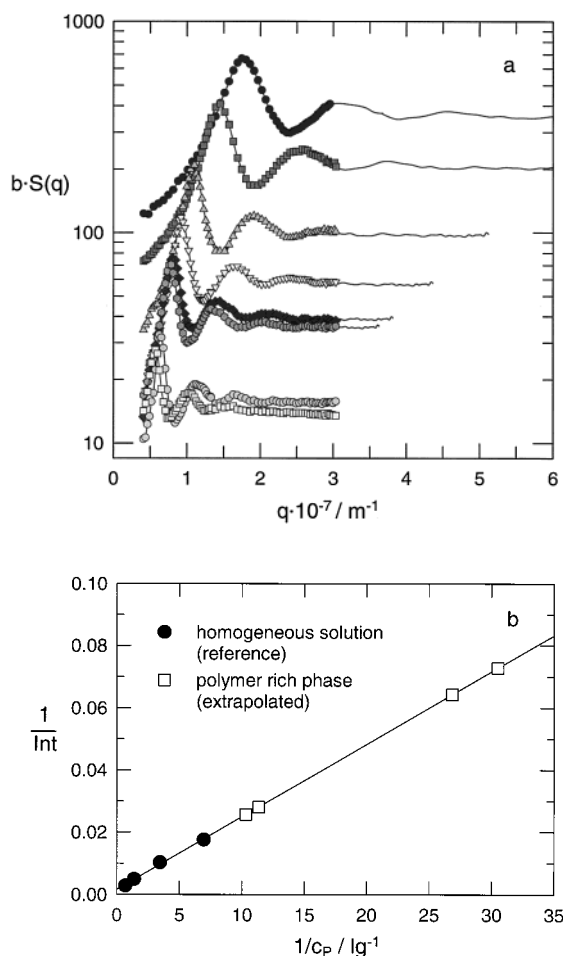 1000
a
b·S(q)
100
10
0 1 2 3 4 5 6
q·10⁻⁷ / m⁻¹
0.10
b
homogeneous solution
(reference)
0.08
polymer rich phase
(extrapolated)
0.06
1
Int
0.04
0.02
0.00
0 5 10 15 20 25 30 35
1/cP / lg⁻¹